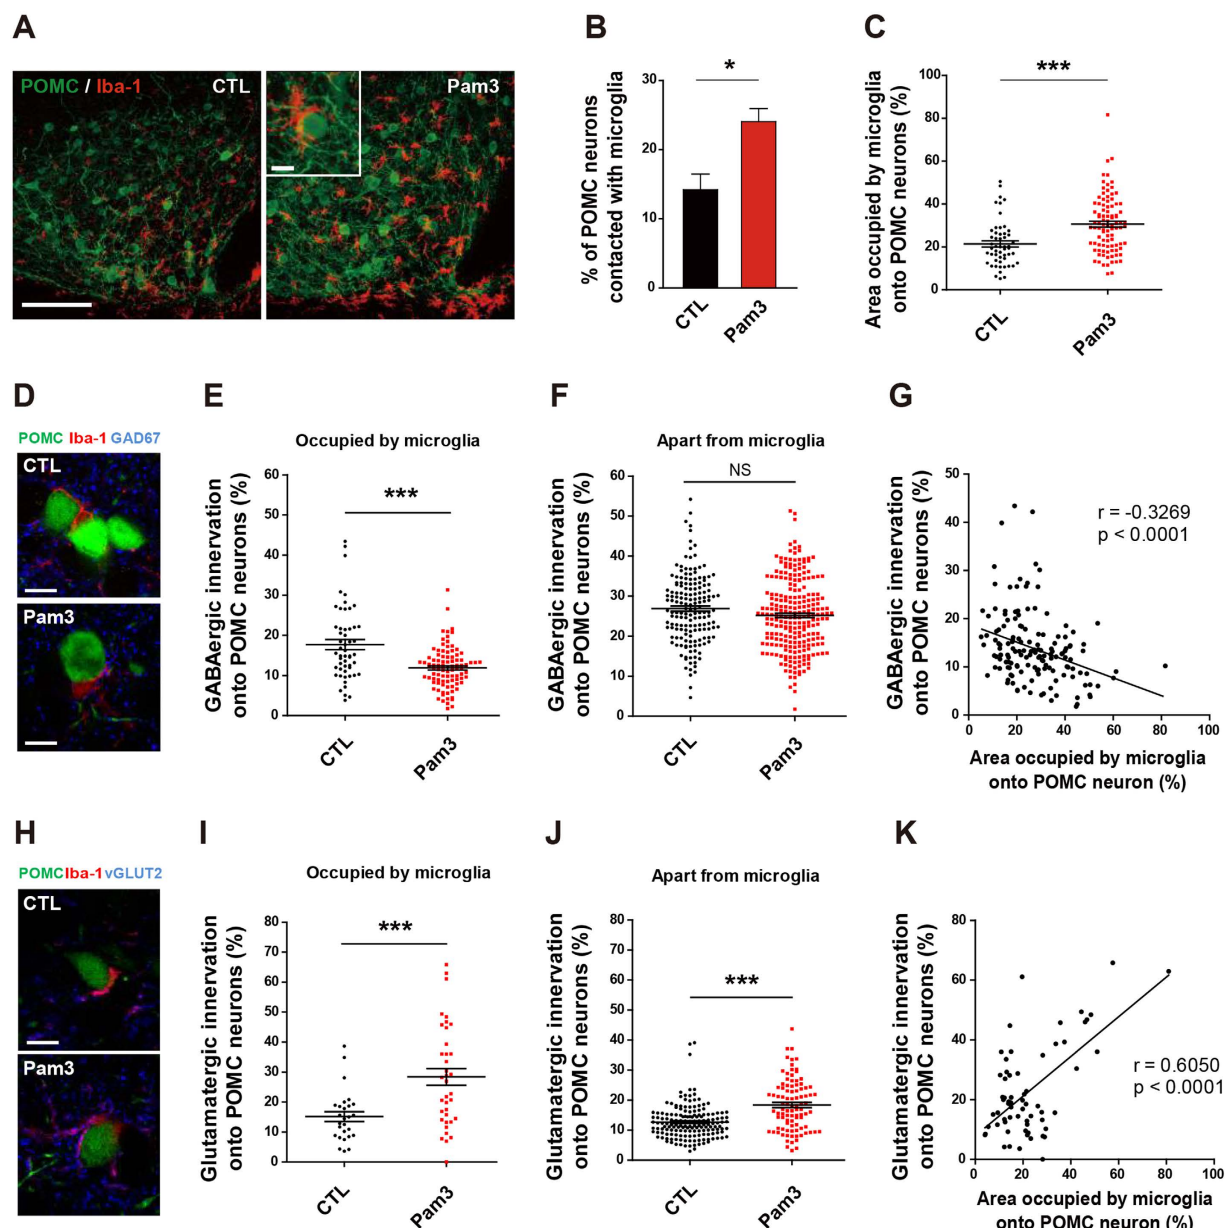 A
POMC / Iba-1 CTL
Pam3
B
% of POMC neurons
contacted with microglia
30
20
10
0
*
CTL
Pam3
C
Area occupied by microglia
onto POMC neurons (%)
100
80
60
40
20
0
***
CTL
Pam3
D
POMC Iba-1 GAD67
CTL
Pam3
E
Occupied by microglia
GABAergic innervation
onto POMC neurons (%)
60
50
40
30
20
10
0
***
CTL
Pam3
F
Apart from microglia
GABAergic innervation
onto POMC neurons (%)
60
50
40
30
20
10
0
NS
CTL
Pam3
G
GABAergic innervation
onto POMC neurons (%)
50
40
30
20
10
0
r = -0.3269
p < 0.0001
0 20 40 60 80 100
Area occupied by microglia
onto POMC neuron (%)
H
POMC Iba-1 vGLUT2
CTL
Pam3
I
Occupied by microglia
Glutamatergic innervation
onto POMC neurons (%)
80
70
60
50
40
30
20
10
0
***
CTL
Pam3
J
Apart from microglia
Glutamatergic innervation
onto POMC neurons (%)
80
70
60
50
40
30
20
10
0
***
CTL
Pam3
K
Glutamatergic innervation
onto POMC neurons (%)
80
60
40
20
0
r = 0.6050
p < 0.0001
0 20 40 60 80 100
Area occupied by microglia
onto POMC neuron (%)